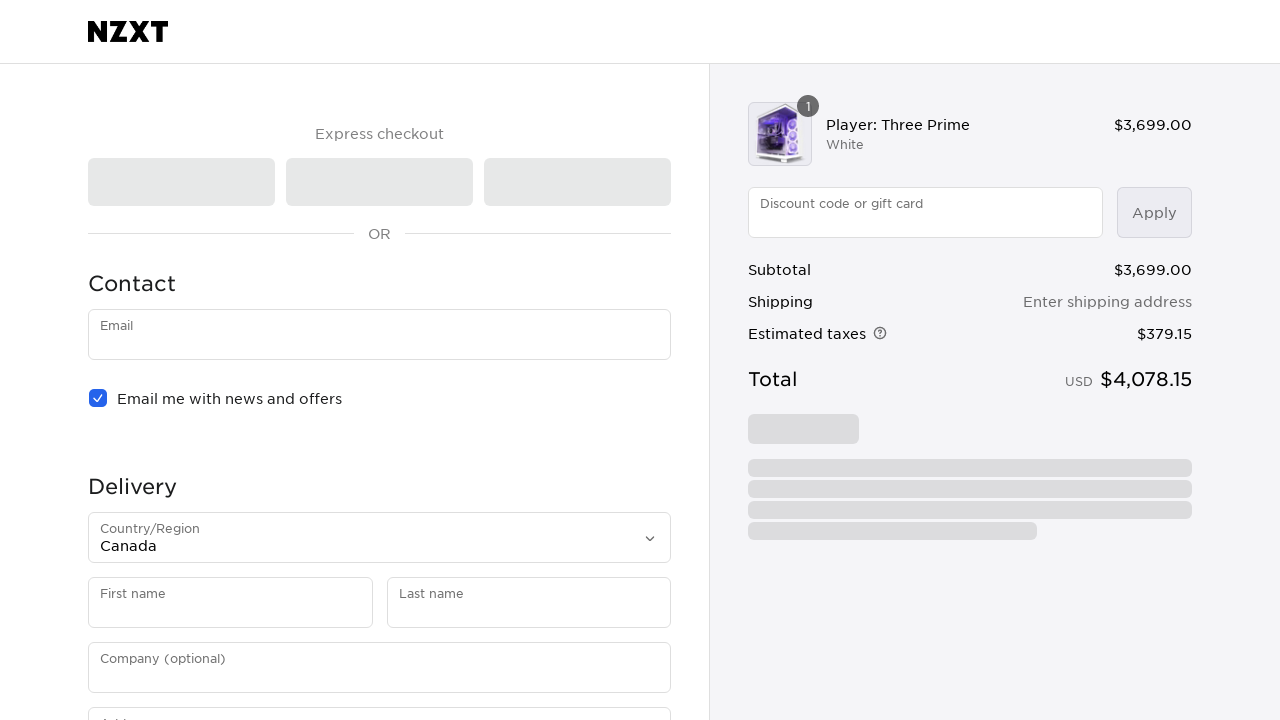 NZXT
Express checkout
OR
Contact
Email
Email me with news and offers
Delivery
Country/Region
Canada
First name
Last name
Company (optional)
1
Player: Three Prime
$3,699.00
White
Discount code or gift card
Apply
Subtotal
$3,699.00
Shipping
Enter shipping address
Estimated taxes
$379.15
Total
USD $4,078.15